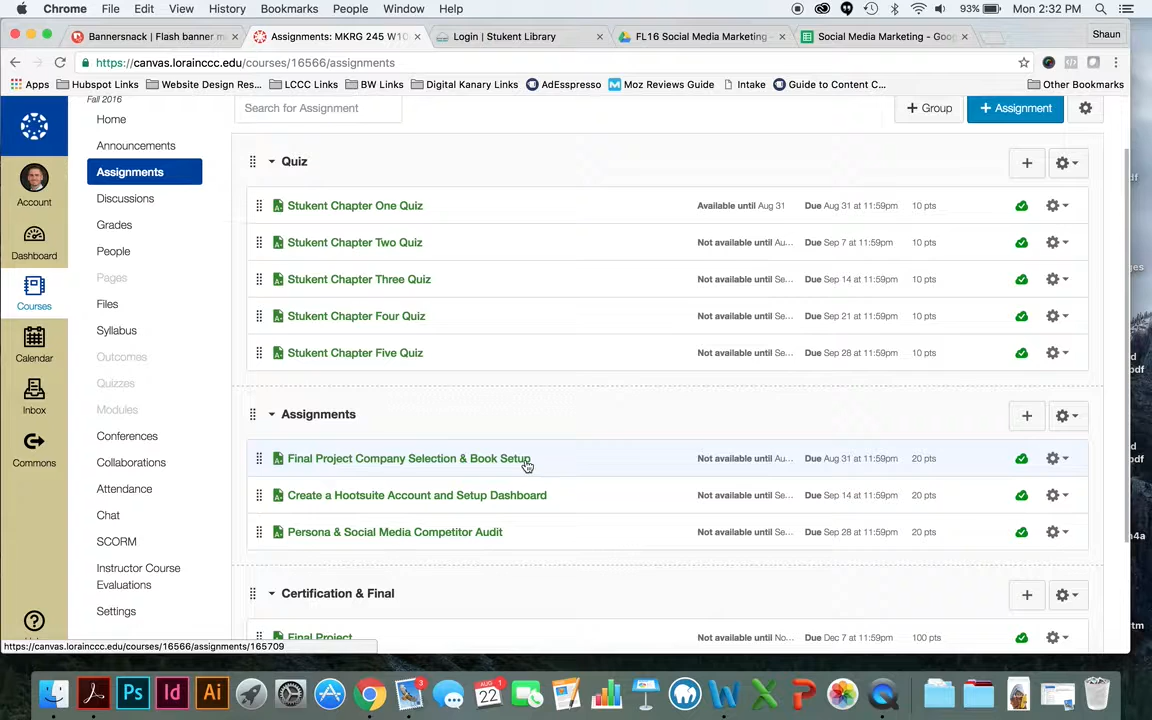 Chrome File Edit View History Bookmarks People Window Help 93% Mon 2:32 PM
Bannersnack | Flash banner m Assignments: MKRG 245 W10 Login | Stukent Library FL16 Social Media Marketing - Social Media Marketing - Goog Shaun
https://canvas.lorainccc.edu/courses/16566/assignments
Apps Hubspot Links Website Design Res... LCCC Links BW Links Digital Kanary Links AdEsspresso Moz Reviews Guide Intake Guide to Content C... Other Bookmarks
Fall 2016
Home
Announcements
Assignments
Discussions
Grades
People
Pages
Files
Syllabus
Outcomes
Quizzes
Modules
Conferences
Collaborations
Attendance
Chat
SCORM
Instructor Course
Evaluations
Settings
Account
Dashboard
Courses
Calendar
Inbox
Commons
Search for Assignment + Group + Assignment
Quiz
Stukent Chapter One Quiz Available until Aug 31 Due Aug 31 at 11:59pm 10 pts
Stukent Chapter Two Quiz Not available until Au... Due Sep 7 at 11:59pm 10 pts
Stukent Chapter Three Quiz Not available until Se... Due Sep 14 at 11:59pm 10 pts
Stukent Chapter Four Quiz Not available until Se... Due Sep 21 at 11:59pm 10 pts
Stukent Chapter Five Quiz Not available until Se... Due Sep 28 at 11:59pm 10 pts
Assignments
Final Project Company Selection & Book Setup Not available until Au... Due Aug 31 at 11:59pm 20 pts
Create a Hootsuite Account and Setup Dashboard Not available until Se... Due Sep 14 at 11:59pm 20 pts
Persona & Social Media Competitor Audit Not available until Se... Due Sep 28 at 11:59pm 20 pts
Certification & Final
Final Project Not available until No... Due Dec 7 at 11:59pm 100 pts
https://canvas.lorainccc.edu/courses/16566/assignments/165709
Ps Id Ai 3 AUG 22 1